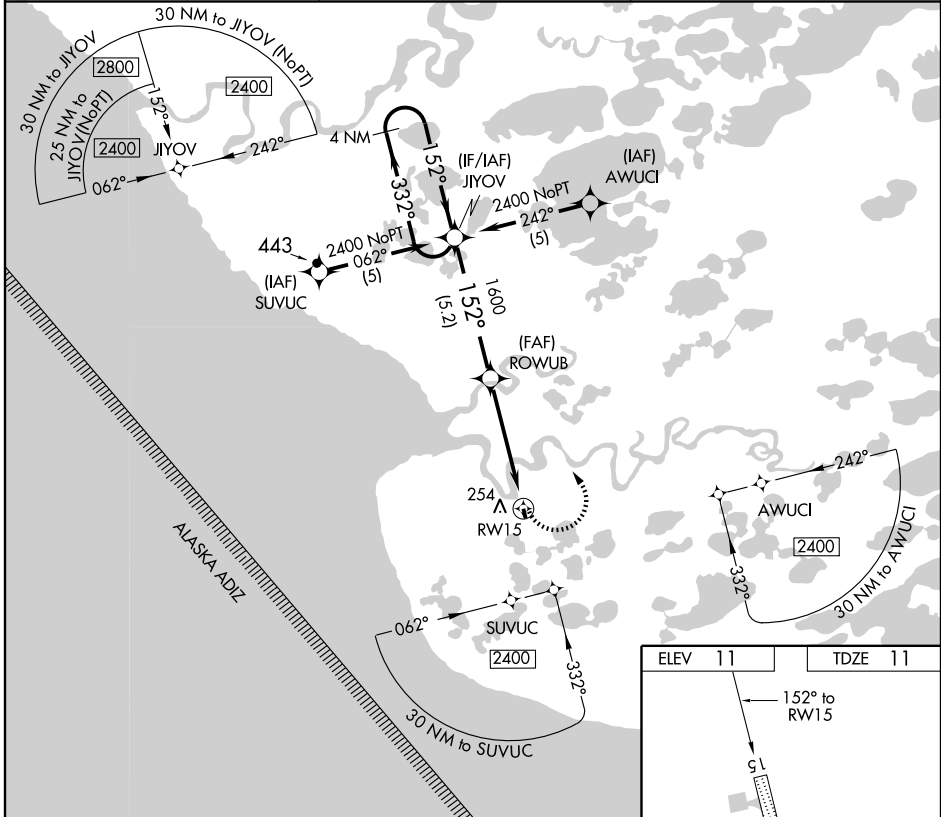 30 NM to JIYOV (NoPT)
30 NM to JIYOV
2800
2400
25 NM to
JIYOV(NoPT)
2400
152°
JIYOV
242°
062°
4 NM
152°
332°
(IF/IAF)
JIYOV
(IAF)
AWUCI
2400 NoPT
242°
(5)
443
2400 NoPT
062°
(5)
(IAF)
SUVUC
1600
152°
(5.2)
(FAF)
ROWUB
254
RW15
ALASKA ADIZ
242°
AWUCI
2400
332°
30 NM to AWUCI
062°
SUVUC
2400
332°
30 NM to SUVUC
ELEV 11
TDZE 11
152° to
RW15
15